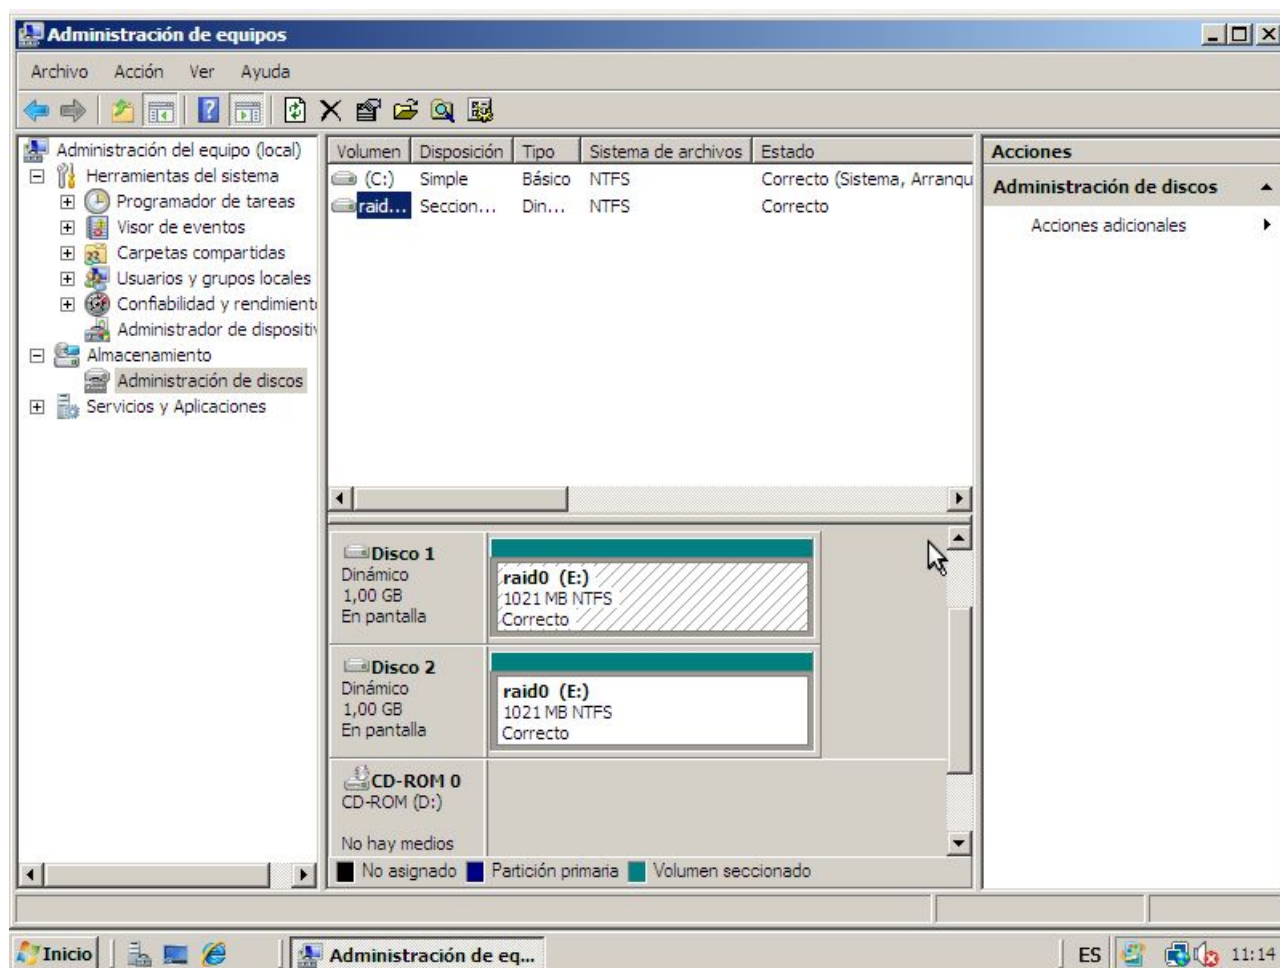 Administración de equipos
Archivo Acción Ver Ayuda
Administración del equipo (local)
Herramientas del sistema
Programador de tareas
Visor de eventos
Carpetas compartidas
Usuarios y grupos locales
Confiabilidad y rendimient
Administrador de dispositiv
Almacenamiento
Administración de discos
Servicios y Aplicaciones
Volumen Disposición Tipo Sistema de archivos Estado
(C:) Simple Básico NTFS Correcto (Sistema, Arranqu
raid... Seccion... Din... NTFS Correcto
Disco 1
Dinámico
1,00 GB
En pantalla
raid0 (E:)
1021 MB NTFS
Correcto
Disco 2
Dinámico
1,00 GB
En pantalla
raid0 (E:)
1021 MB NTFS
Correcto
CD-ROM 0
CD-ROM (D:)
No hay medios
No asignado Partición primaria Volumen seccionado
Acciones
Administración de discos
Acciones adicionales
Inicio Administración de eq... ES 11:14